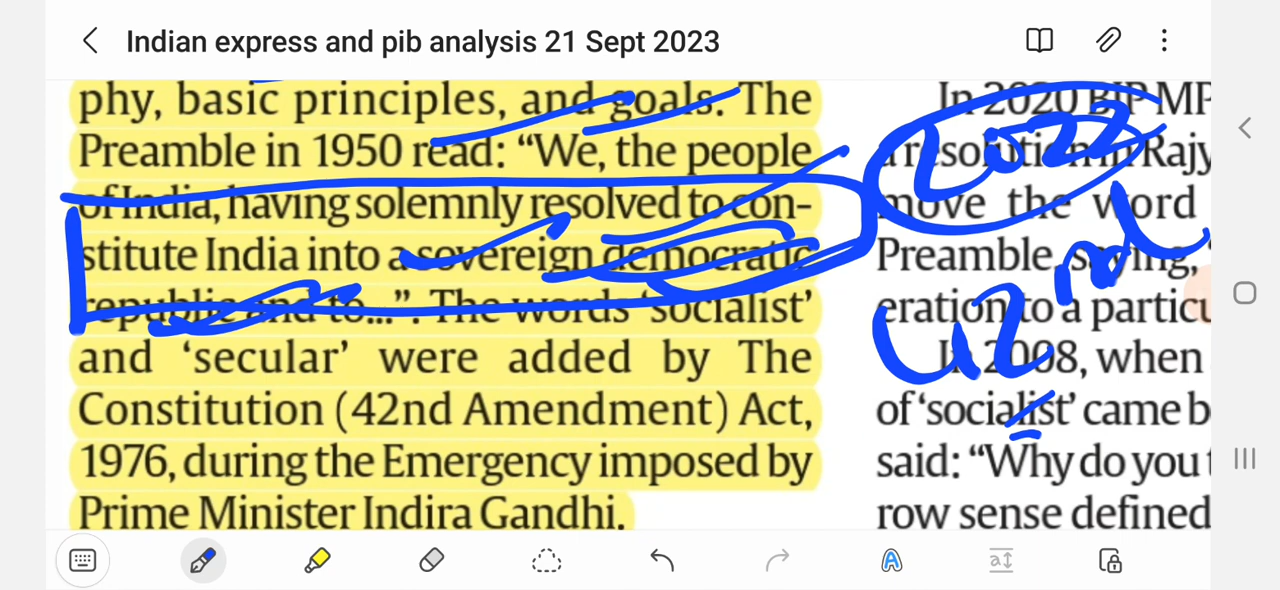 Indian express and pib analysis 21 Sept 2023
phy, basic principles, and goals. The
Preamble in 1950 read: “We, the people
of India, having solemnly resolved to con-
stitute India into a sovereign democratic
republic and to...”. The words ‘socialist’
and ‘secular’ were added by The
Constitution (42nd Amendment) Act,
1976, during the Emergency imposed by
Prime Minister Indira Gandhi.
In 2020 BJP MP
a resolution in Rajy
move the word
Preamble, saying,
eration to a particu
In 2008, when
of ‘socialist’ came b
said: “Why do you t
row sense defined
42nd